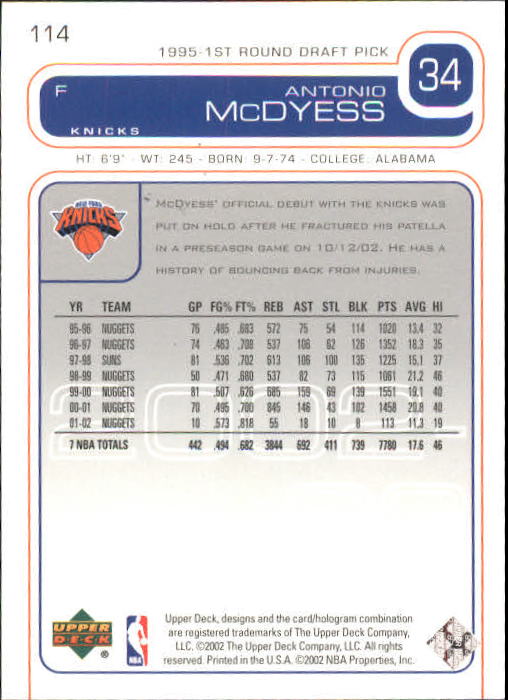 114
1995-1ST ROUND DRAFT PICK
34
F
ANTONIO
McDYESS
KNICKS
HT: 6'9" - WT: 245 - BORN: 9-7-74 - COLLEGE: ALABAMA
NEW YORK
KNICKS
McDYESS' OFFICIAL DEBUT WITH THE KNICKS WAS
PUT ON HOLD AFTER HE FRACTURED HIS PATELLA
IN A PRESEASON GAME ON 10/12/02. HE HAS A
HISTORY OF BOUNCING BACK FROM INJURIES.
YR TEAM GP FG% FT% REB AST STL BLK PTS AVG HI
95-96 NUGGETS 76 .485 .683 572 75 54 114 1020 13.4 32
96-97 NUGGETS 74 .463 .708 537 106 62 126 1352 18.3 35
97-98 SUNS 81 .536 .702 613 106 100 135 1225 15.1 37
98-99 NUGGETS 50 .471 .680 537 82 73 115 1061 21.2 46
99-00 NUGGETS 81 .507 .626 685 159 69 139 1551 19.1 40
00-01 NUGGETS 70 .495 .700 845 146 43 102 1458 20.8 40
01-02 NUGGETS 10 .573 .818 55 18 10 8 113 11.3 19
7 NBA TOTALS 442 .494 .682 3844 692 411 739 7780 17.6 46
2002-
UPPER
DECK
®
NBA
Upper Deck, designs and the card/hologram combination
are registered trademarks of The Upper Deck Company,
LLC. ©2002 The Upper Deck Company, LLC. All rights
reserved. Printed in the U.S.A. ©2002 NBA Properties, Inc.